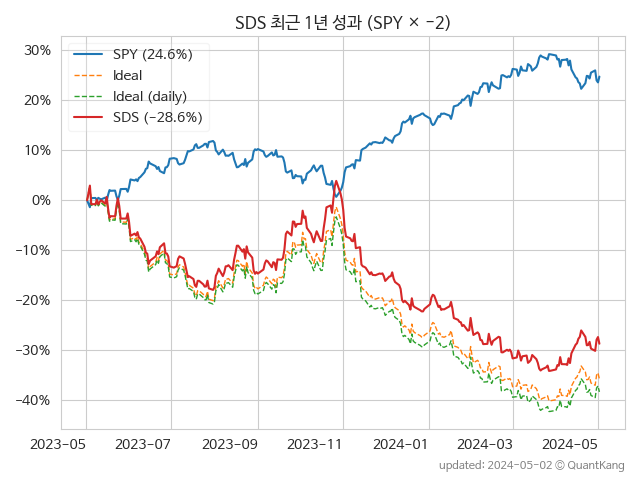 SDS 최근 1년 성과 (SPY × −2)
SPY (24.6%)
Ideal
Ideal (daily)
SDS (−28.6%)
30%
20%
10%
0%
−10%
−20%
−30%
−40%
2023-05
2023-07
2023-09
2023-11
2024-01
2024-03
2024-05
updated: 2024-05-02 ⓒ QuantKang